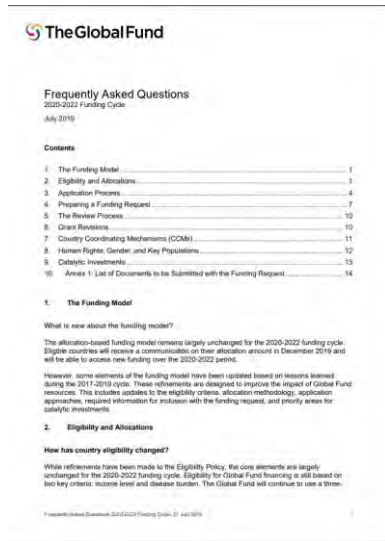 The Global Fund
Frequently Asked Questions
2020-2022 Funding Cycle
July 2019
Contents
1. The Funding Model 1
2. Eligibility and Allocations 1
3. Application Process 4
4. Preparing a Funding Request 7
5. The Review Process 10
6. Grant Revisions 10
7. Country Coordinating Mechanisms (CCMs) 11
8. Human Rights, Gender, and Key Populations 12
9. Catalytic Investments 13
10. Annex 1: List of Documents to be Submitted with the Funding Request 14
1. The Funding Model
What is new about the funding model?
The allocation-based funding model remains largely unchanged for the 2020-2022 funding cycle.
Eligible countries will receive a communication on their allocation amount in December 2019 and
will be able to access new funding over the 2020-2022 period.
However, some elements of the funding model have been updated based on lessons learned
during the 2017-2019 cycle. These refinements are designed to improve the impact of Global Fund
resources. This includes updates to the eligibility criteria, allocation methodology, application
approaches, required information for inclusion with the funding request, and priority areas for
catalytic investments
2. Eligibility and Allocations
How has country eligibility changed?
While refinements have been made to the Eligibility Policy, the core elements are largely
unchanged for the 2020-2022 funding cycle. Eligibility for Global Fund financing is still based on
two key criteria: income level and disease burden. The Global Fund will continue to use a three-
Frequently Asked Questions 2020-2022 Funding Cycle, 21 July 2019